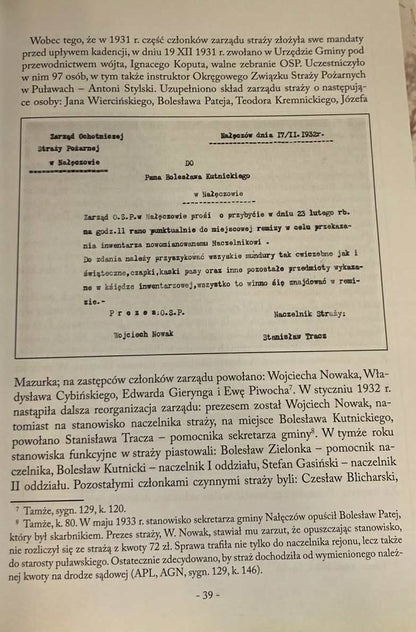 Wobec tego, że w 1931 r. część członków zarządu straży złożyła swe mandaty
przed upływem kadencji, w dniu 19 XII 1931 r. zwołano w Urzędzie Gminy pod
przewodnictwem wójta, Ignacego Koputa, walne zebranie OSP. Uczestniczyło
w nim 97 osób, w tym także instruktor Okręgowego Związku Straży Pożarnych
w Puławach – Antoni Stylski. Uzupełniono skład zarządu straży o następują-
ce osoby: Jana Wiercińskiego, Bolesława Pateja, Teodora Kremnickiego, Józefa
Zarząd Ochotniczej
Straży Pożarnej
w Nałęczowie
Nałęczów dnia 17/II.1932r.
DO
Pana Bolesława Kutnickiego
w Nałęczowie
Zarząd O.S.P.w Nałęczowie prośi o przybycie w dniu 23 lutego rb.
na godz.11 rano punktualnie do miejscowej remizy w celu przekaza-
nia inwentarza nowomianowanemu Naczelnikowi.
Do zdania należy przyszykować wszyskie mundury tak ćwiczebne jak i
świąteczne,czapki,kaski pasy oraz inne pozostałe przedmioty wykaza-
ne w kśiędze inwentarzowej,wszystko to winno śię znajdować w remi-
zie.-
Prezes:O.S.P.
Naczelnik Straży:
Wojciech Nowak
Stanisław Tracz
Mazurka; na zastępców członków zarządu powołano: Wojciecha Nowaka, Wła-
dysława Cybińskiego, Edwarda Gierynga i Ewę Piwocha⁷. W styczniu 1932 r.
nastąpiła dalsza reorganizacja zarządu: prezesem został Wojciech Nowak, na-
tomiast na stanowisko naczelnika straży, na miejsce Bolesława Kutnickiego,
powołano Stanisława Tracza – pomocnika sekretarza gminy⁸. W tymże roku
stanowiska funkcyjne w straży piastowali: Bolesław Zielonka – pomocnik na-
czelnika, Bolesław Kutnicki – naczelnik I oddziału, Stefan Gasiński – naczelnik
II oddziału. Pozostałymi członkami czynnymi straży byli: Czesław Blicharski,
⁷ Tamże, sygn. 129, k. 120.
⁸ Tamże, k. 80. W maju 1933 r. stanowisko sekretarza gminy Nałęczów opuścił Bolesław Patej,
który był skarbnikiem. Prezes straży, W. Nowak, stawiał mu zarzut, że opuszczając stanowisko,
nie rozliczył się ze strażą z kwoty 72 zł. Sprawa trafiła nie tylko do naczelnika rejonu, lecz także
do starosty puławskiego. Ostatecznie zdecydowano, by straż dochodziła od wymienionego należ-
nej kwoty na drodze sądowej (APL, AGN, sygn. 129, k. 146).
- 39 -